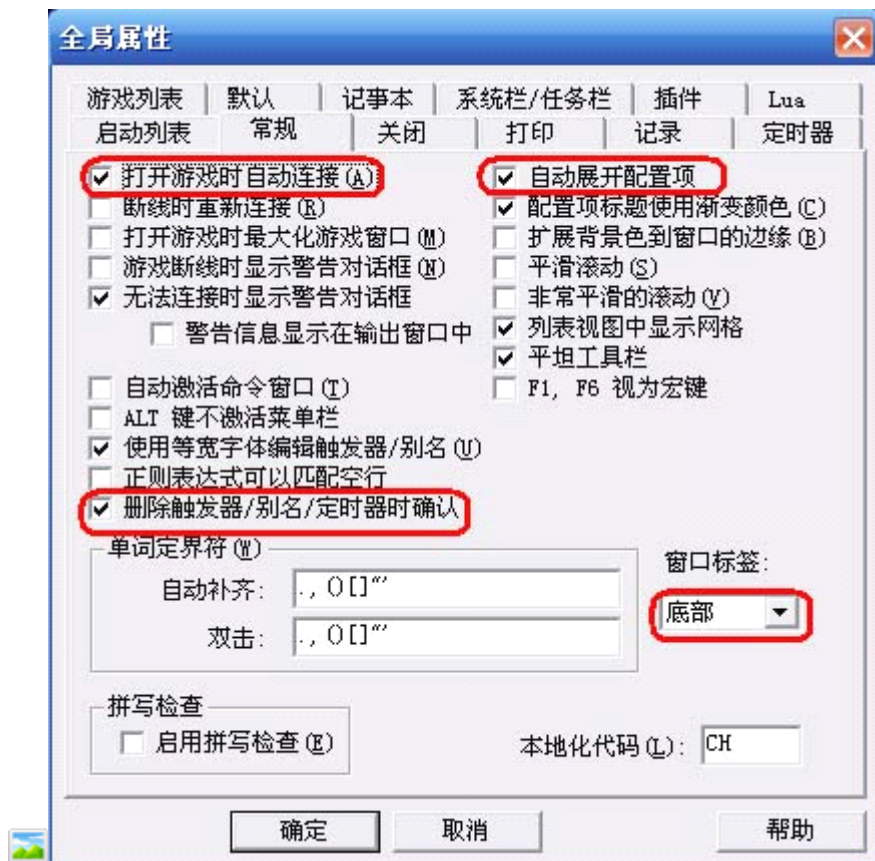 全局属性
游戏列表 默认 记事本 系统栏/任务栏 插件 Lua
启动列表 常规 关闭 打印 记录 定时器
打开游戏时自动连接(A)
断线时重新连接(R)
打开游戏时最大化游戏窗口(M)
游戏断线时显示警告对话框(N)
无法连接时显示警告对话框
警告信息显示在输出窗口中
自动激活命令窗口(T)
ALT 键不激活菜单栏
使用等宽字体编辑触发器/别名(U)
正则表达式可以匹配空行
删除触发器/别名/定时器时确认
自动展开配置项
配置项标题使用渐变颜色(C)
扩展背景色到窗口的边缘(B)
平滑滚动(S)
非常平滑的滚动(V)
列表视图中显示网格
平坦工具栏
F1, F6 视为宏键
单词定界符(W)
自动补齐: .,()[]"'
双击: .,()[]"'
窗口标签:
底部
拼写检查
启用拼写检查(E)
本地化代码(L): CH
确定 取消 帮助